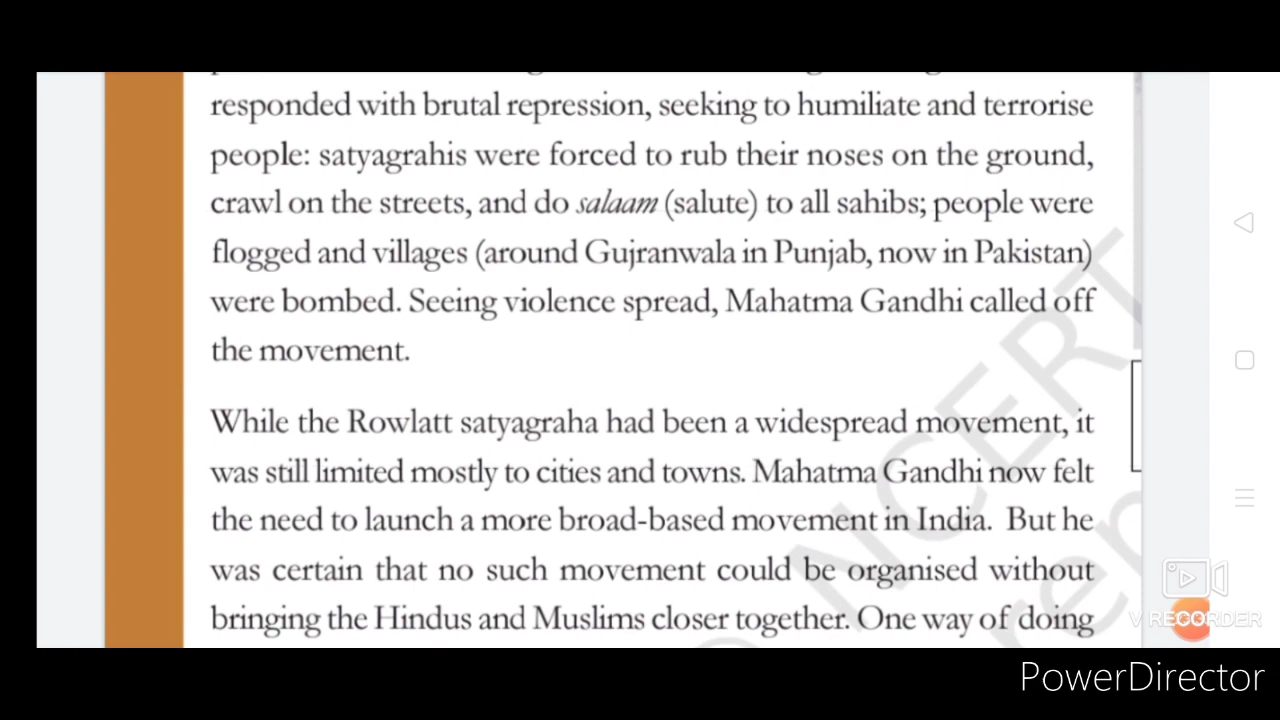 responded with brutal repression, seeking to humiliate and terrorise
people: satyagrahis were forced to rub their noses on the ground,
crawl on the streets, and do salaam (salute) to all sahibs; people were
flogged and villages (around Gujranwala in Punjab, now in Pakistan)
were bombed. Seeing violence spread, Mahatma Gandhi called off
the movement.
While the Rowlatt satyagraha had been a widespread movement, it
was still limited mostly to cities and towns. Mahatma Gandhi now felt
the need to launch a more broad-based movement in India. But he
was certain that no such movement could be organised without
bringing the Hindus and Muslims closer together. One way of doing
NCERT
V RECORDER
PowerDirector